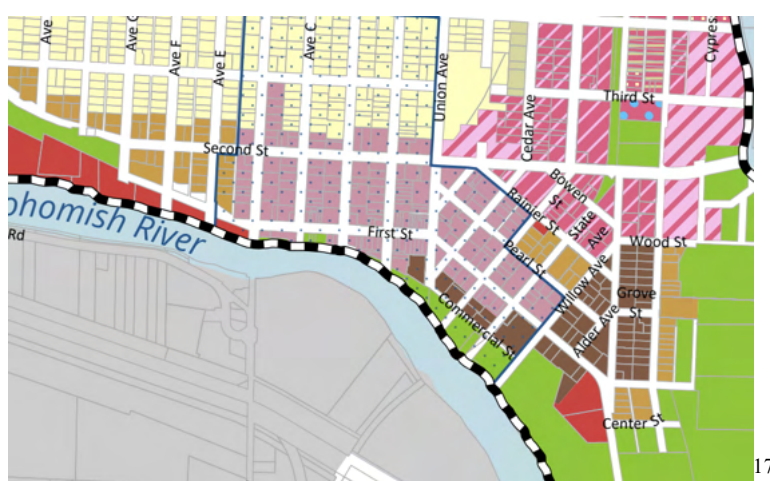 Ave
Ave G
Ave F
Ave E
Ave C
Union Ave
Cedar Ave
Cypress
Third St
Second St
Bowen
St
State
Ave
Rainier St
Pearl St
Wood St
First St
Willow Ave
Grove
St
Alder Ave
Commercial St
Center St
ohomish River
Rd
17